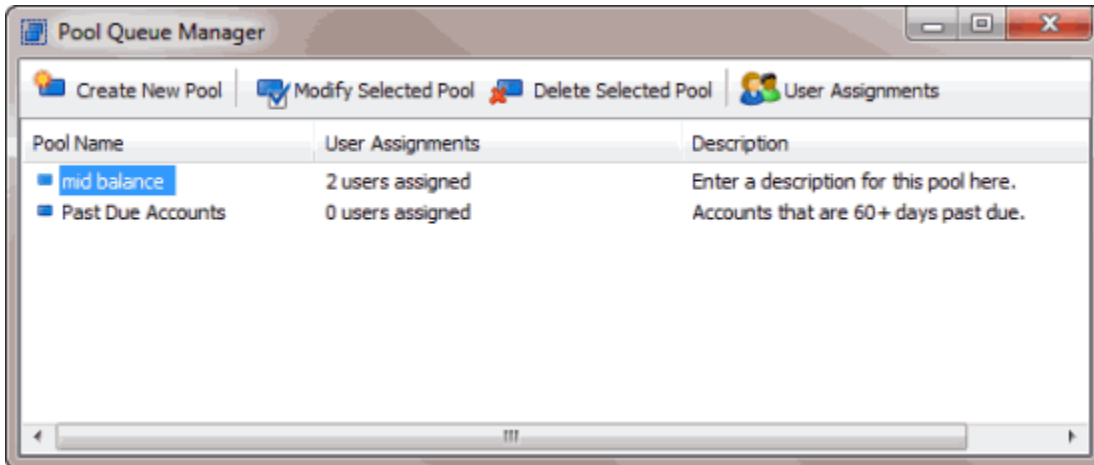 Pool Queue Manager
Create New Pool Modify Selected Pool Delete Selected Pool User Assignments
Pool Name User Assignments Description
mid balance 2 users assigned Enter a description for this pool here.
Past Due Accounts 0 users assigned Accounts that are 60+ days past due.